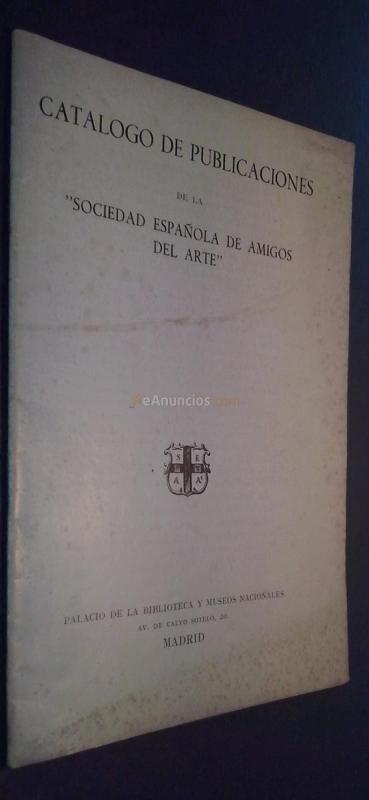 CATALOGO DE PUBLICACIONES
DE LA
"SOCIEDAD ESPAÑOLA DE AMIGOS
DEL ARTE"
eAnuncios.com
S E
A A
PALACIO DE LA BIBLIOTECA Y MUSEOS NACIONALES
AV. DE CALVO SOTELO, 20.
MADRID